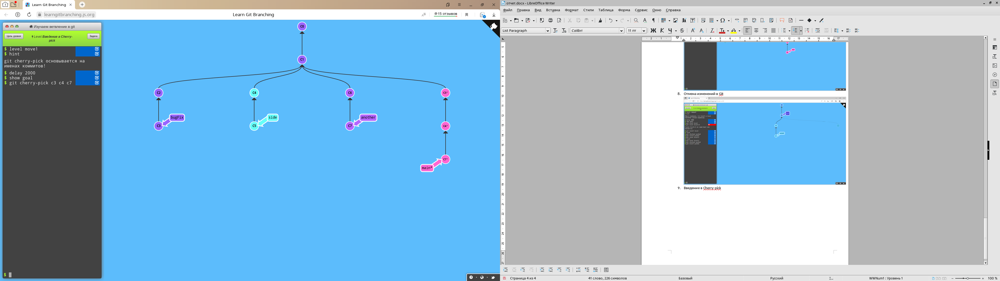 1
Learn Git Branching
learngitbranching.js.org
Learn Git Branching
15 отзывов
Изучаем ветвление в git
Цель уровня
Level Введение в Cherry-
pick
Задача
$ level move1
$ hint
git cherry-pick основывается на
именах коммитов!
$ delay 2000
$ show goal
$ git cherry-pick c3 c4 c7
$
C0
C1
C2
C4
C6
C3'
bugFix
side
another
C3
C5
C7
C4'
C7'
main*
отчет.docx - LibreOffice Writer
Файл Правка Вид Вставка Формат Стили Таблица Форма Сервис Окно Справка
List Paragraph
Calibri
11 пт
Ж К Ч S
8. Отмена изменений в Git
9. Введение в Cherry-pick
Страница 4 из 4
41 слово, 226 символов
Базовый
Русский
WWNum1 : Уровень 1
100 %